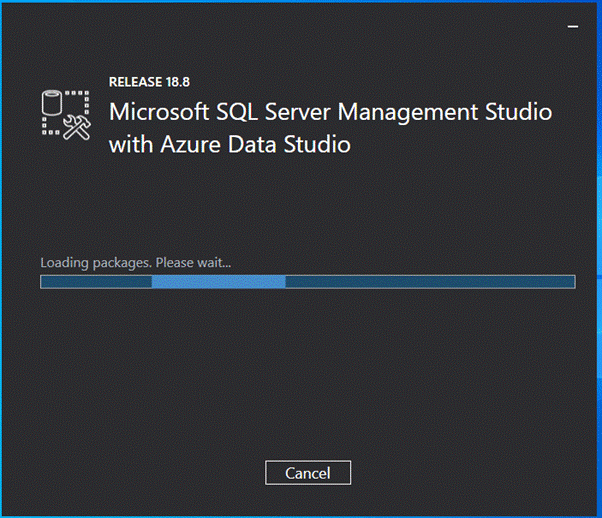 RELEASE 18.8
Microsoft SQL Server Management Studio
with Azure Data Studio
Loading packages. Please wait...
Cancel